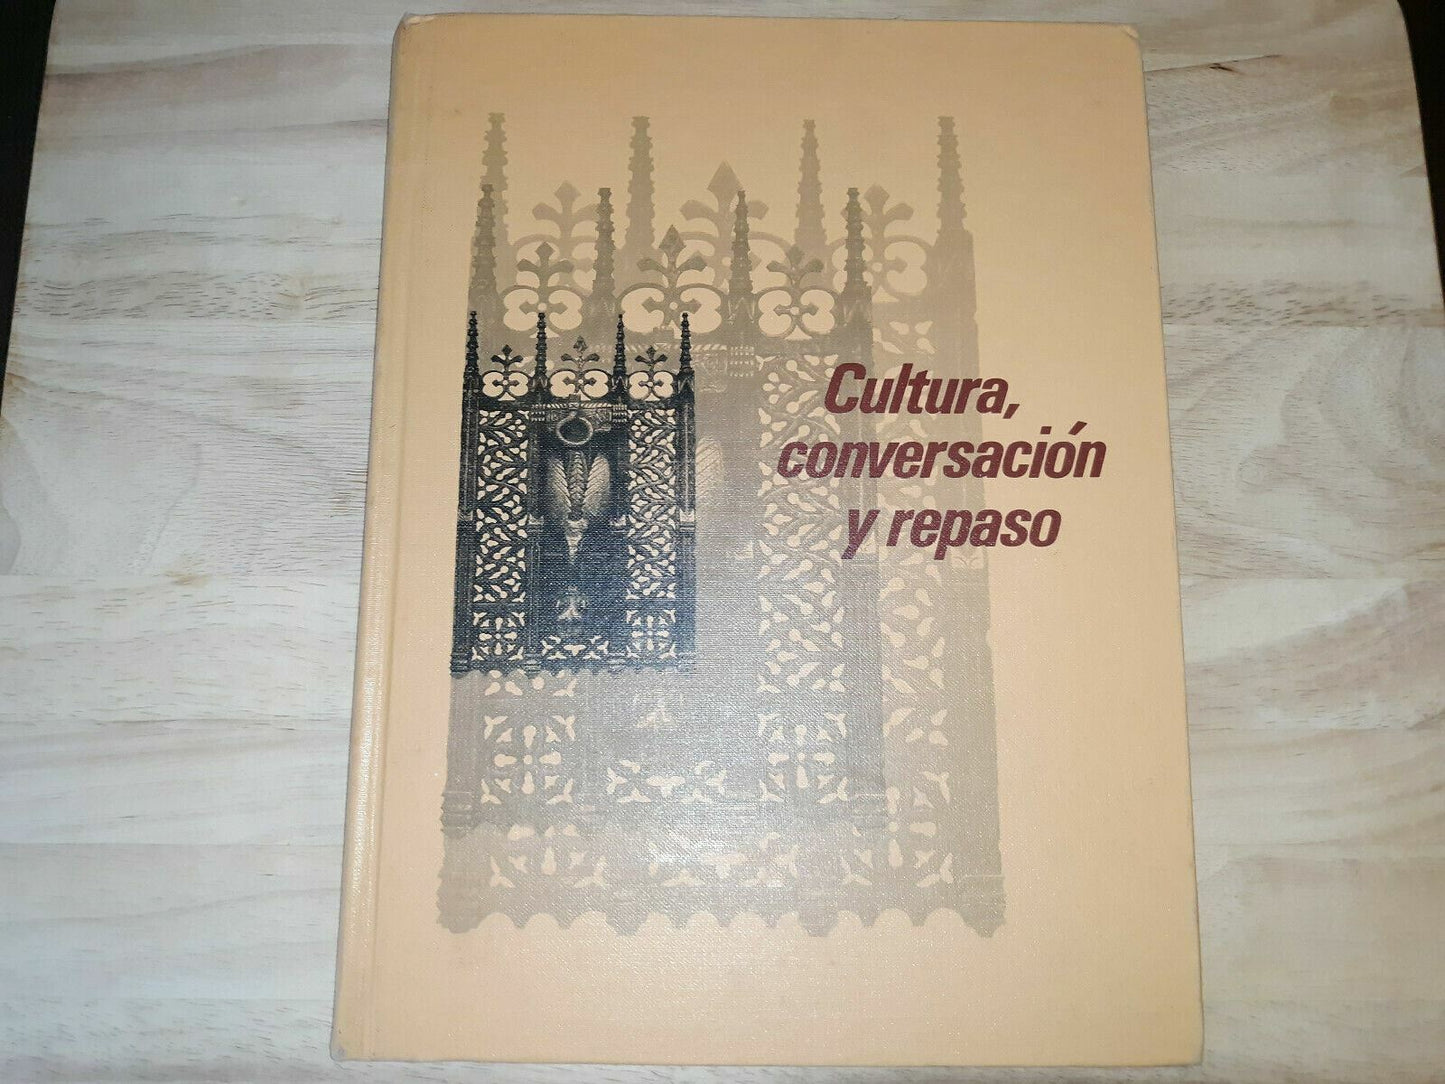 Cultura,
conversación
y repaso